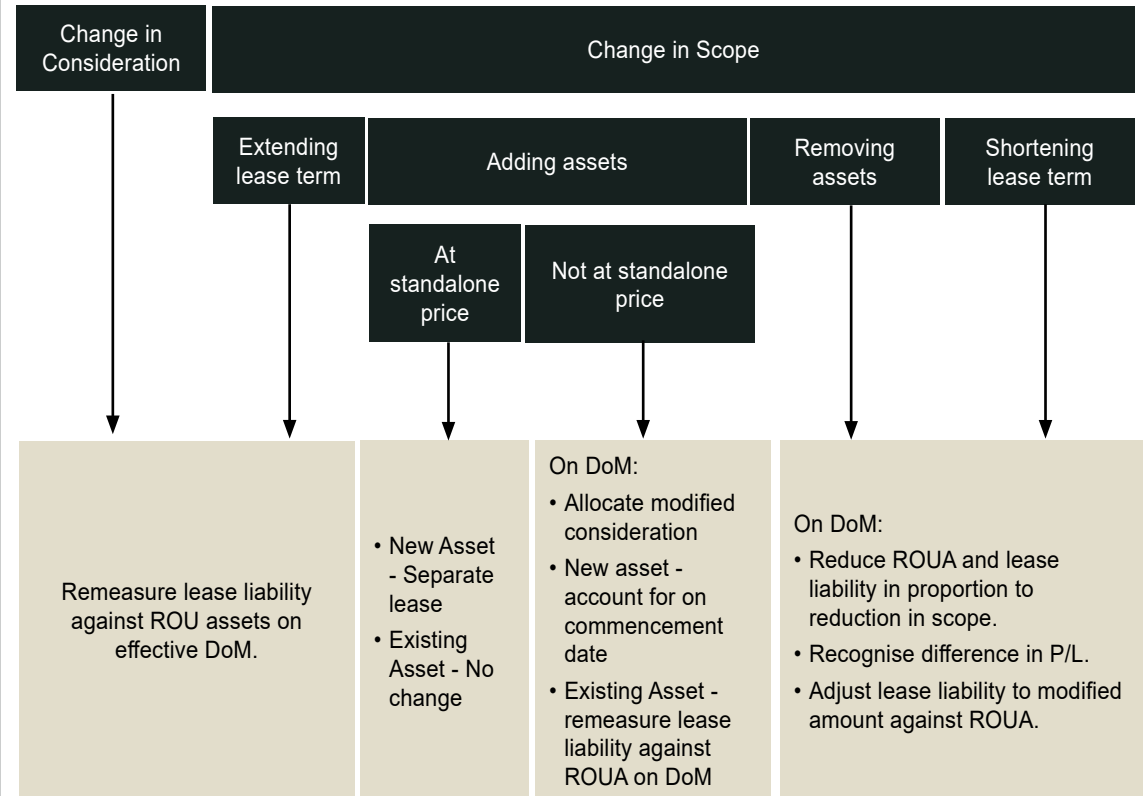 Change in
Consideration
Change in Scope
Extending
lease term
Adding assets
Removing
assets
Shortening
lease term
At
standalone
price
Not at standalone
price
Remeasure lease liability
against ROU assets on
effective DoM.
• New Asset
- Separate
lease
• Existing
Asset - No
change
On DoM:
• Allocate modified
consideration
• New asset -
account for on
commencement
date
• Existing Asset -
remeasure lease
liability against
ROUA on DoM
On DoM:
• Reduce ROUA and lease
liability in proportion to
reduction in scope.
• Recognise difference in P/L.
• Adjust lease liability to modified
amount against ROUA.